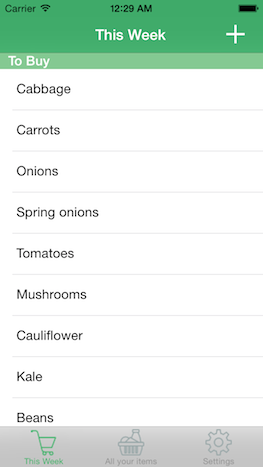 Carrier 12:29 AM
This Week +
To Buy
Cabbage
Carrots
Onions
Spring onions
Tomatoes
Mushrooms
Cauliflower
Kale
Beans
This Week All your items Settings